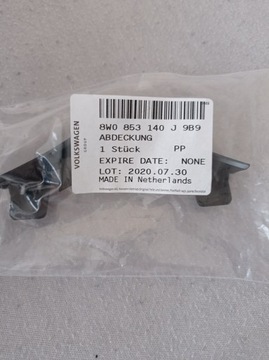 8W0 853 140 J 9B9
ABDECKUNG
1 Stück PP
EXPIRE DATE: NONE
LOT: 2020.07.30
MADE IN Netherlands
VOLKSWAGEN
GROUP